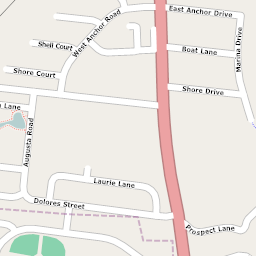 East Anchor Drive
West Anchor Road
Shell Court
Boat Lane
Marina Drive
Shore Court
Shore Drive
Lane
Augusta Road
Laurie Lane
Dolores Street
Prospect Lane